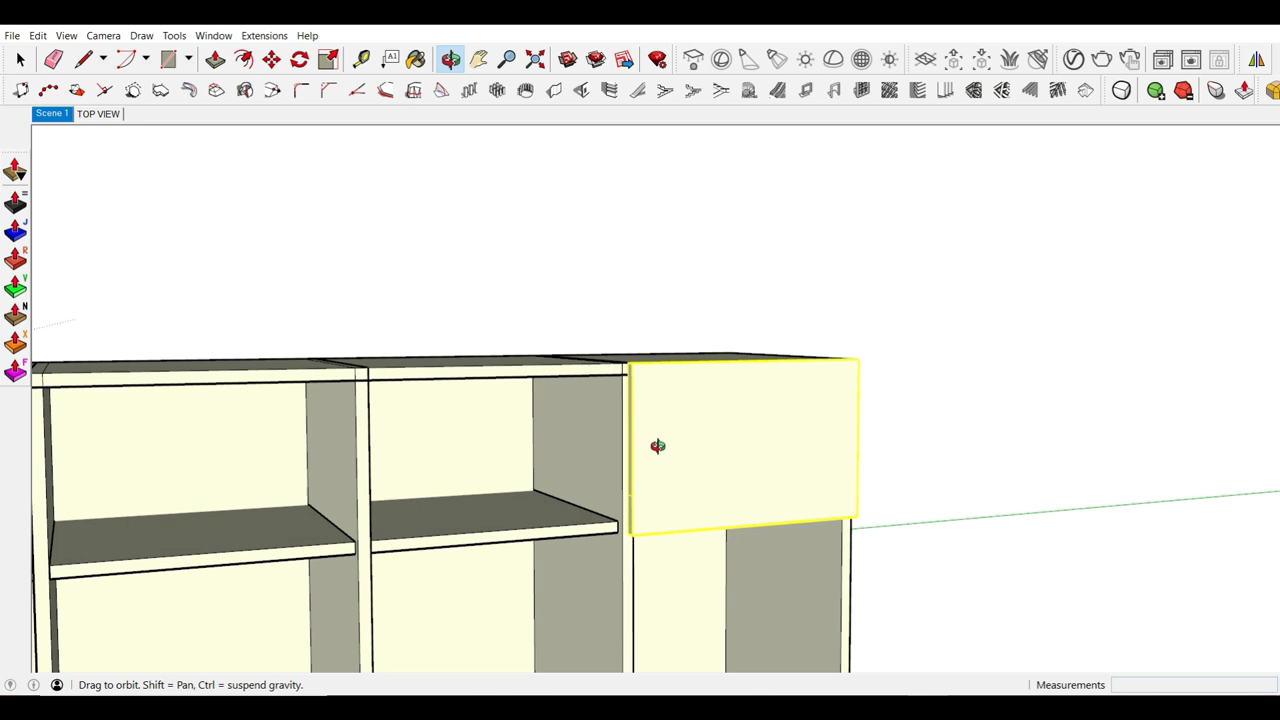 File Edit View Camera Draw Tools Window Extensions Help
A1
Scene 1 TOP VIEW
=
J
R
V
N
X
F
Drag to orbit. Shift = Pan, Ctrl = suspend gravity.
Measurements